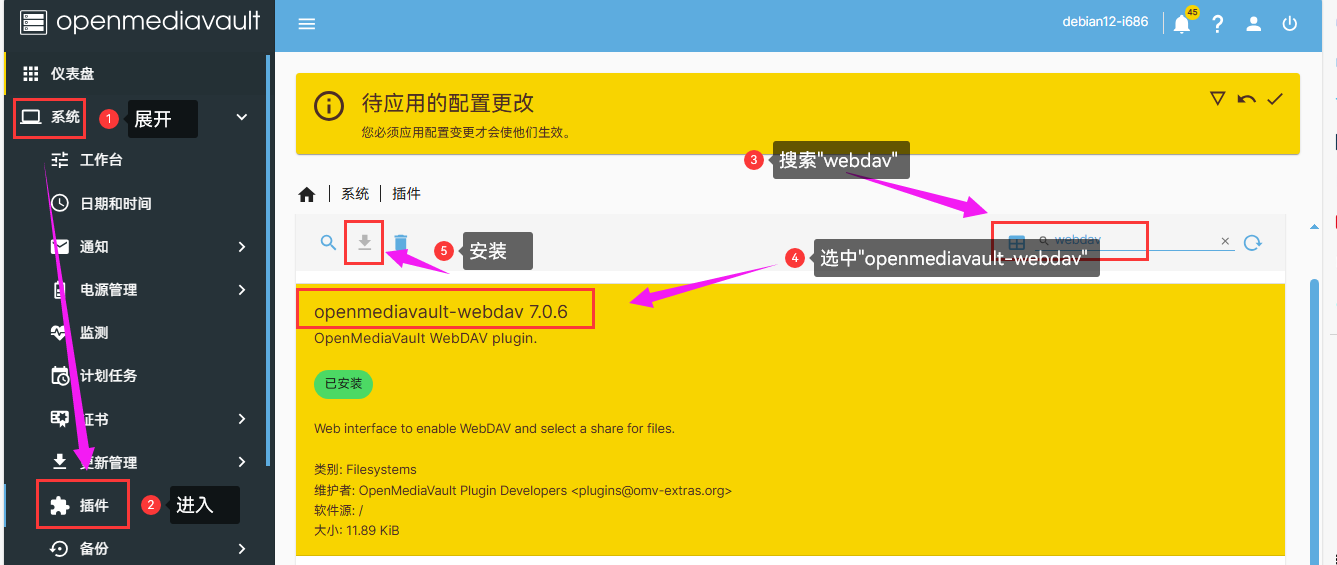 openmediavault
debian12-i686
45
仪表盘
系统
1 展开
工作台
日期和时间
通知
电源管理
监测
计划任务
证书
更新管理
插件
2 进入
备份
待应用的配置更改
您必须应用配置变更才会使他们生效。
3 搜索"webdav"
系统 | 插件
webdav
5 安装
4 选中"openmediavault-webdav"
openmediavault-webdav 7.0.6
OpenMediaVault WebDAV plugin.
已安装
Web interface to enable WebDAV and select a share for files.
类别: Filesystems
维护者: OpenMediaVault Plugin Developers <plugins@omv-extras.org>
软件源: /
大小: 11.89 KiB